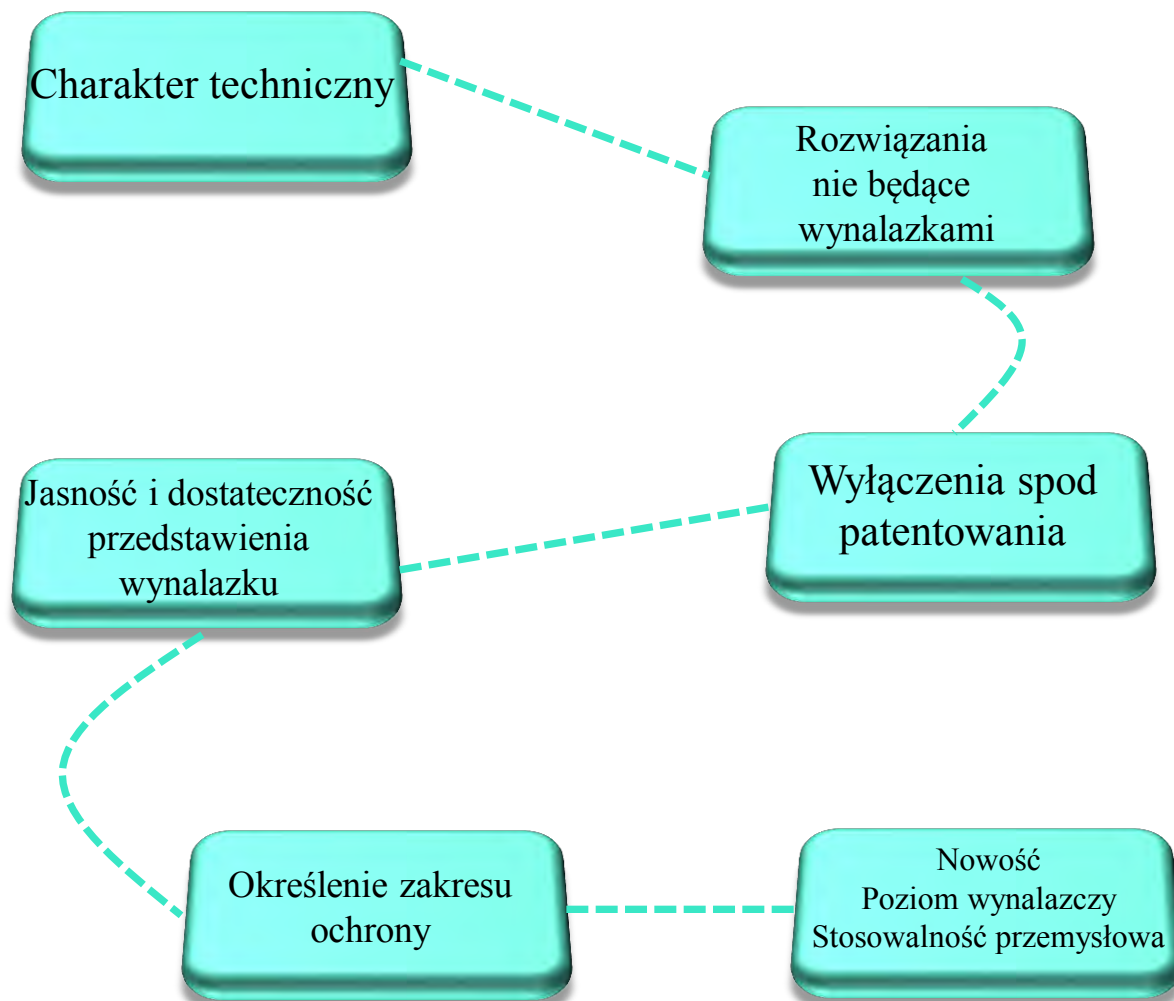 Charakter techniczny
Rozwiązania
nie będące
wynalazkami
Wyłączenia spod
patentowania
Jasność i dostateczność
przedstawienia
wynalazku
Określenie zakresu
ochrony
Nowość
Poziom wynalazczy
Stosowalność przemysłowa